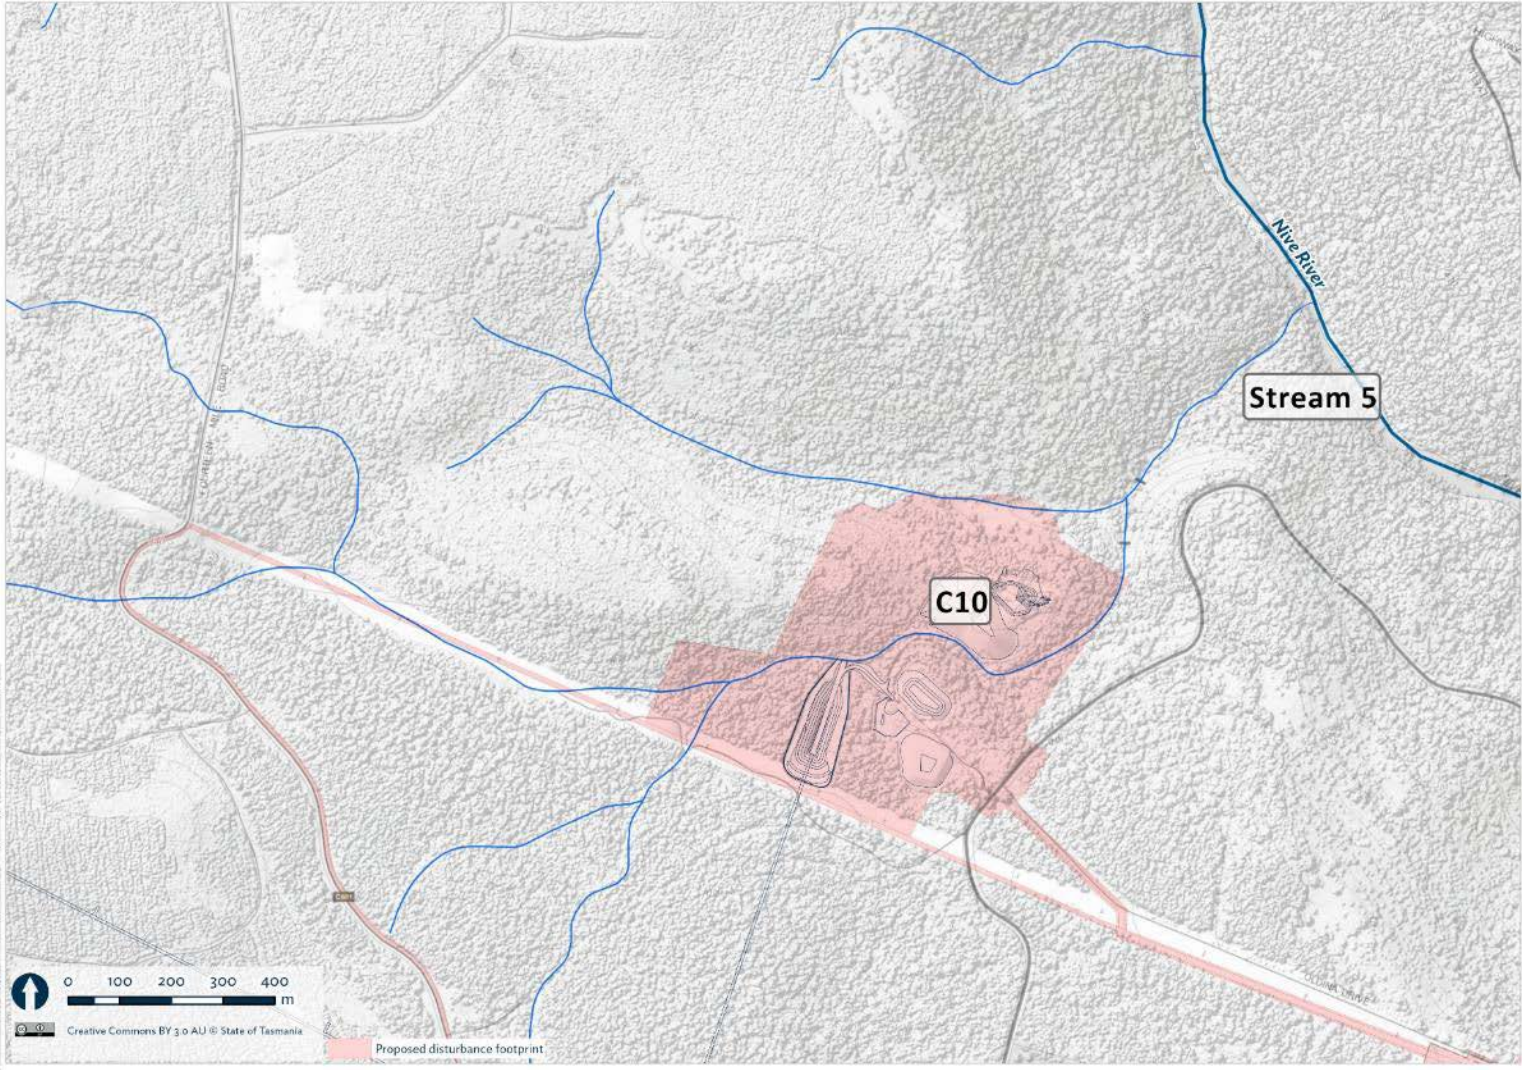 Nive River
Stream 5
C10
0 100 200 300 400
m
Creative Commons BY 3.0 AU © State of Tasmania
Proposed disturbance footprint